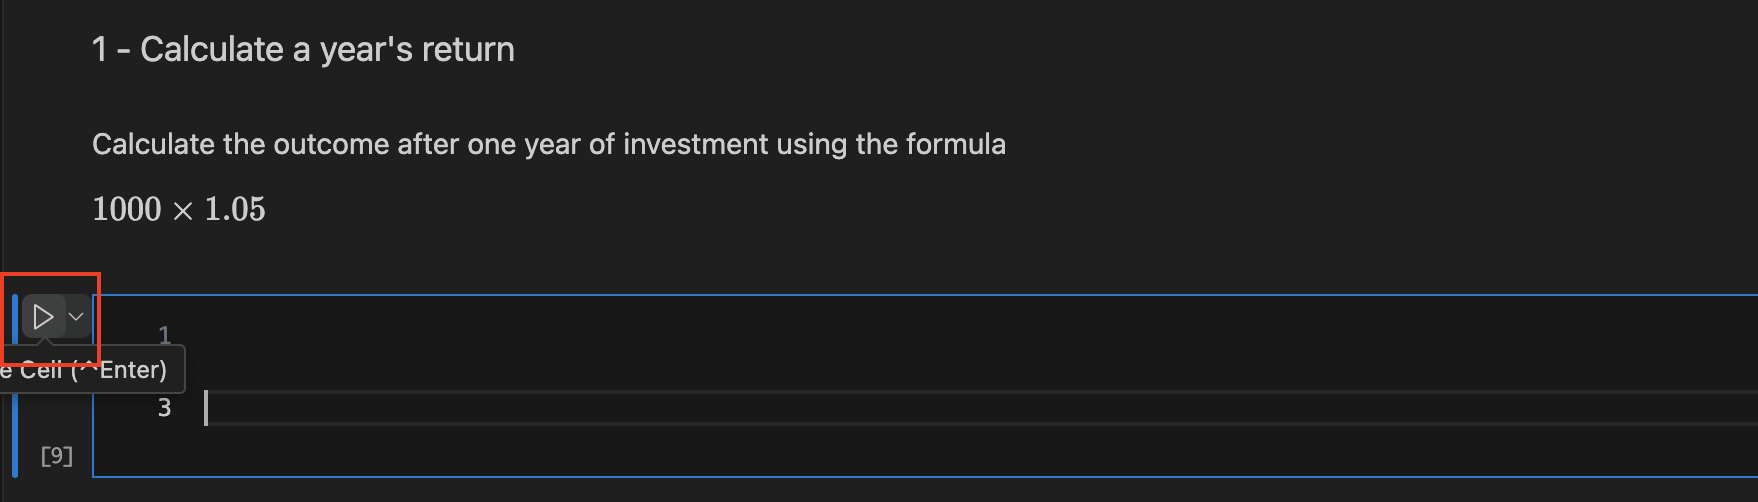 1 - Calculate a year's return
Calculate the outcome after one year of investment using the formula
1000 × 1.05
1
e Cell (^Enter)
3
[9]